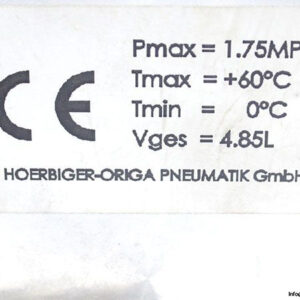 CE
Pmax = 1.75MP
Tmax = +60°C
Tmin = 0°C
Vges = 4.85L
HOERBIGER-ORIGA PNEUMATIK GmbH